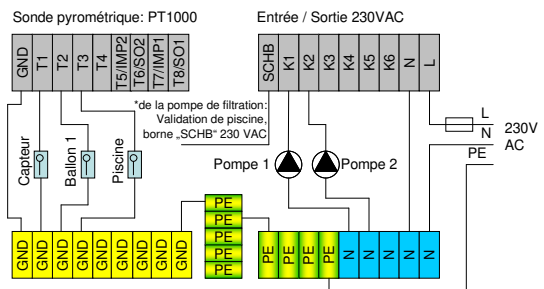 Sonde pyrométrique: PT1000
Entrée / Sortie 230VAC
GND
T1
T2
T3
T4
T5/IMP2
T6/SO2
T7/IMP1
T8/SO1
SCHB
K1
K2
K3
K4
K5
K6
N
L
*de la pompe de filtration:
Validation de piscine,
borne „SCHB“ 230 VAC
L
N
PE
230V
AC
Capteur
Ballon 1
Piscine
Pompe 1
Pompe 2
PE
PE
PE
PE
PE
GND
GND
GND
GND
GND
GND
GND
GND
GND
PE
PE
PE
PE
N
N
N
N
N